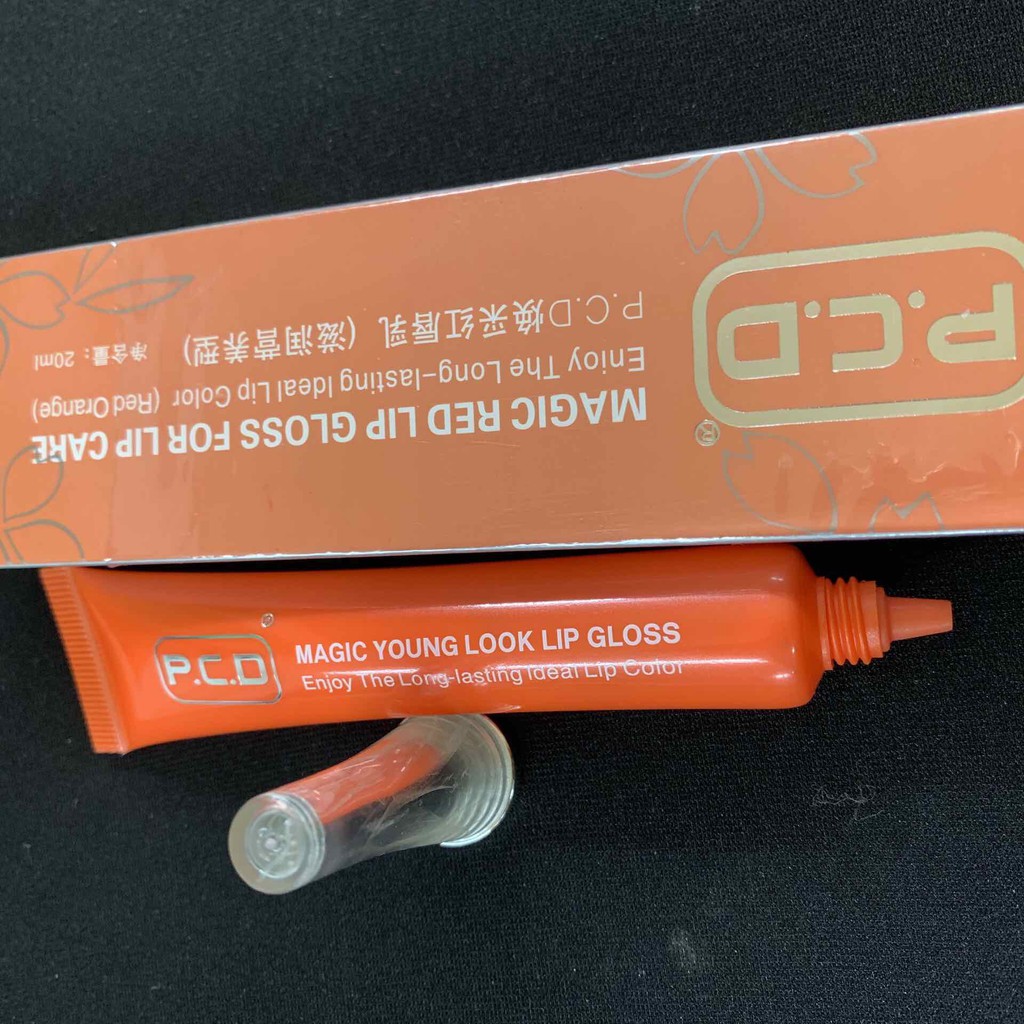 P.C.D
®
MAGIC RED LIP GLOSS FOR LIP CARE
Enjoy The Long-lasting Ideal Lip Color (Red Orange)
P.C.D焕采红唇乳 (滋润营养型) 净含量：20ml
P.C.D
®
MAGIC YOUNG LOOK LIP GLOSS
Enjoy The Long-lasting Ideal Lip Color